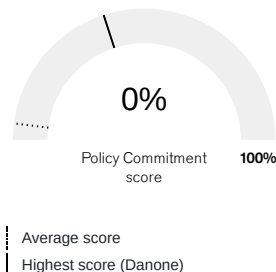 0%
Policy Commitment 100%
score
Average score
Highest score (Danone)